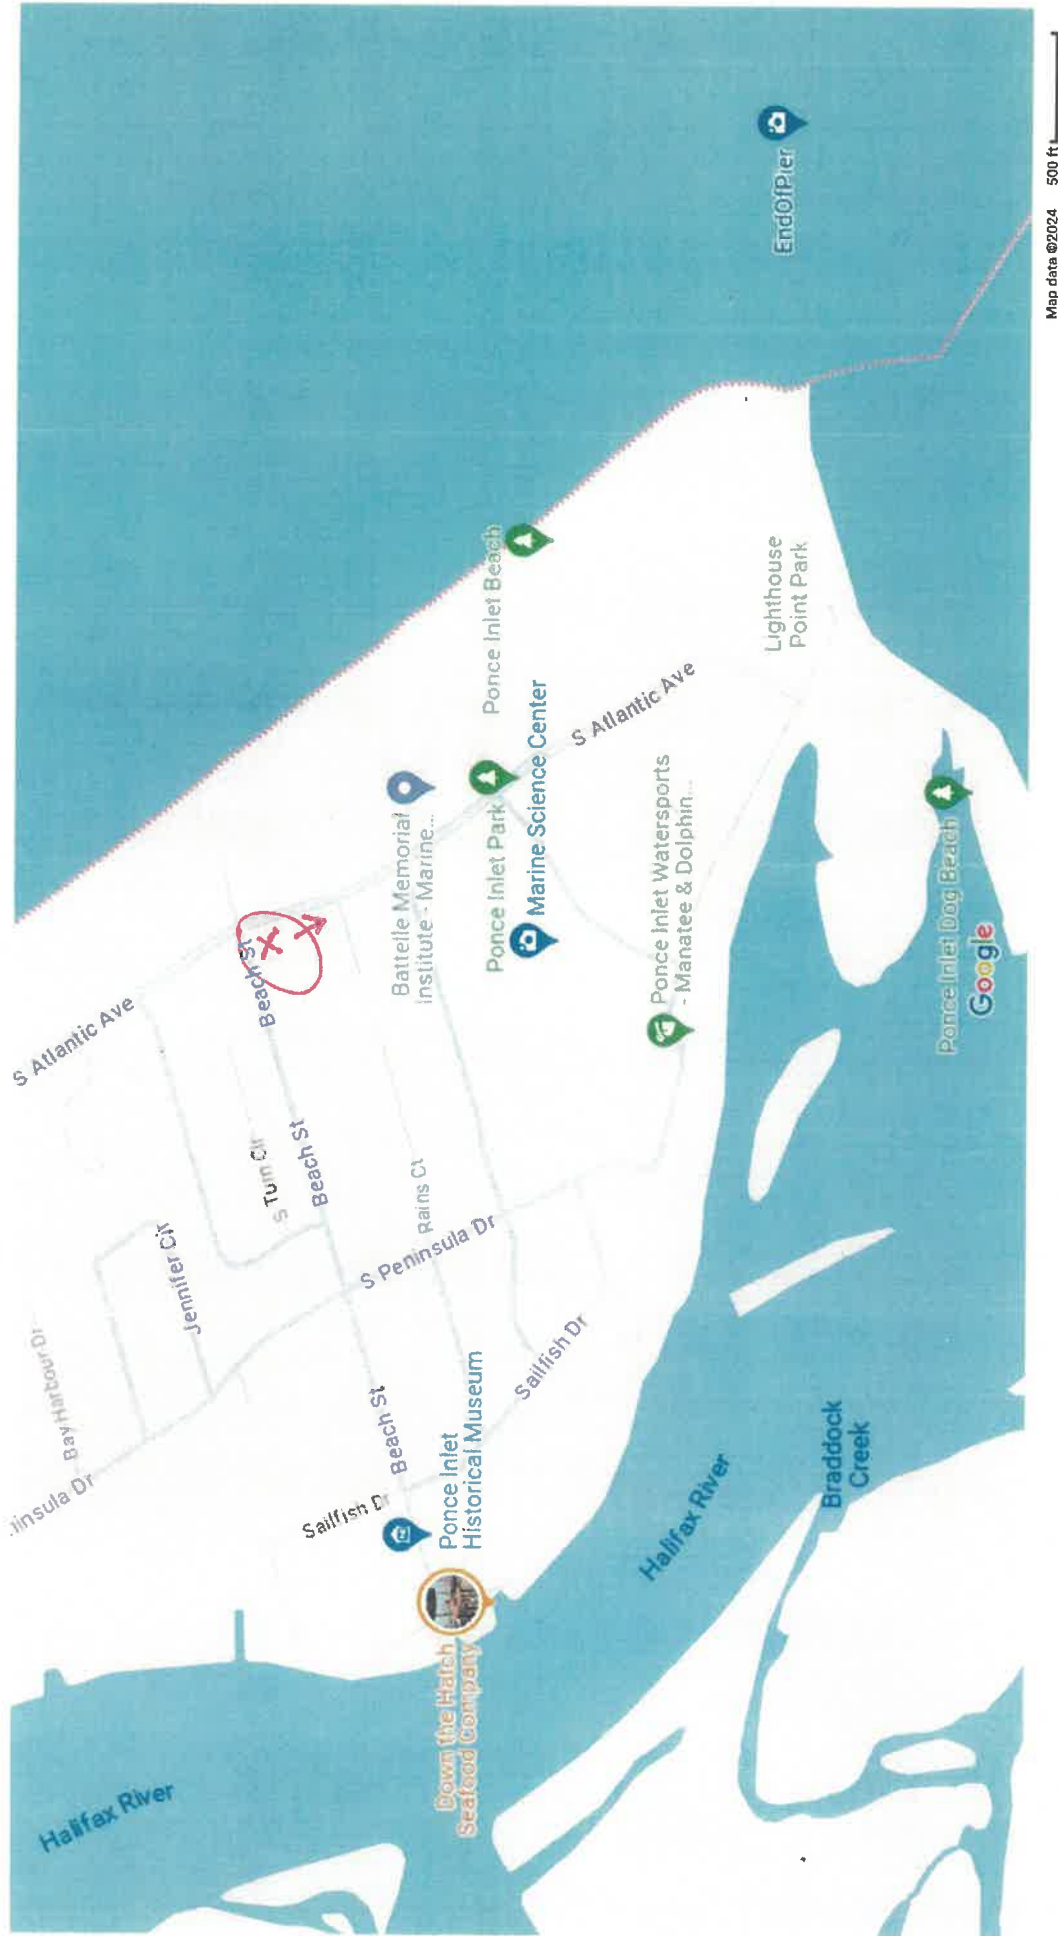 S Atlantic Ave
Beach St
Beach St
S Turn Cir
Jennifer Cir
Bay Harbour Dr
ninsula Dr
Rains Ct
S Peninsula Dr
Sailfish Dr
Beach St
Sailfish Dr
Ponce Inlet
Historical Museum
Down the Hatch
Seafood Company
Halifax River
Halifax River
Braddock
Creek
Battelle Memorial
Institute - Marine...
Ponce Inlet Park
Marine Science Center
Ponce Inlet Beach
S Atlantic Ave
Ponce Inlet Watersports
- Manatee & Dolphin...
Lighthouse
Point Park
EndOfPier
Ponce Inlet Dog Beach
Google
Map data ©2024 500 ft
X X